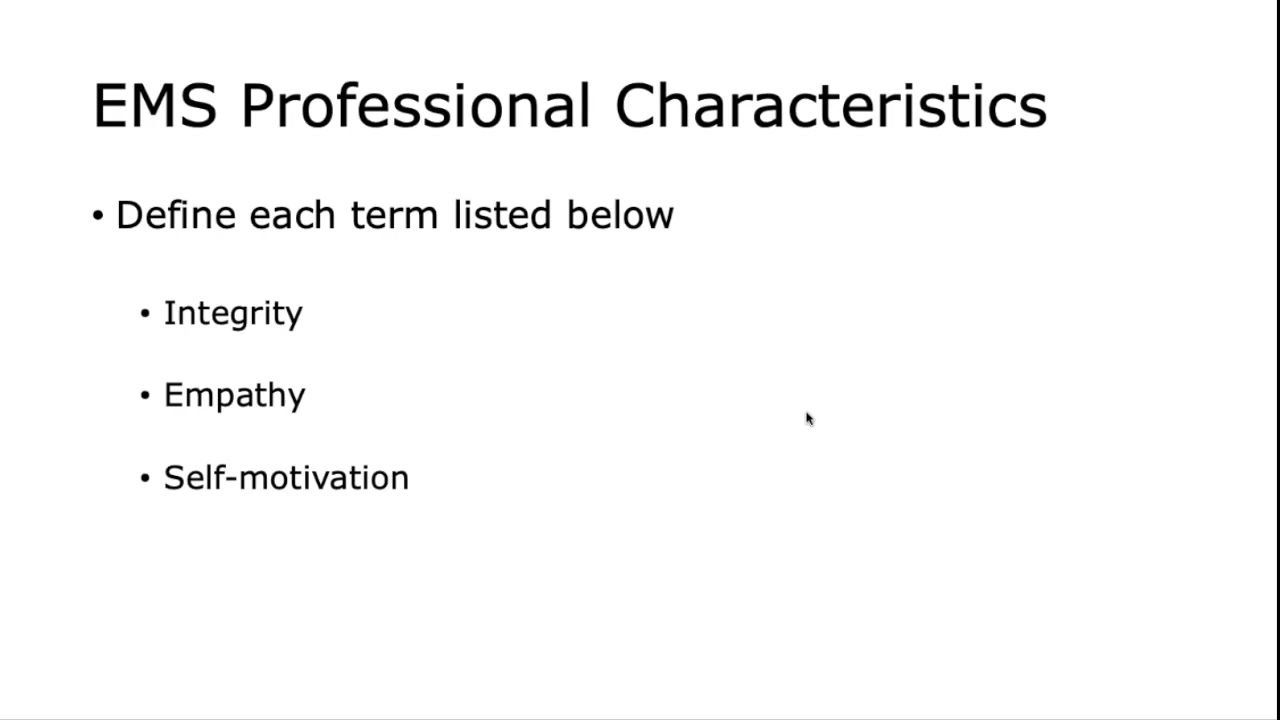 EMS Professional Characteristics
• Define each term listed below
• Integrity
• Empathy
• Self-motivation